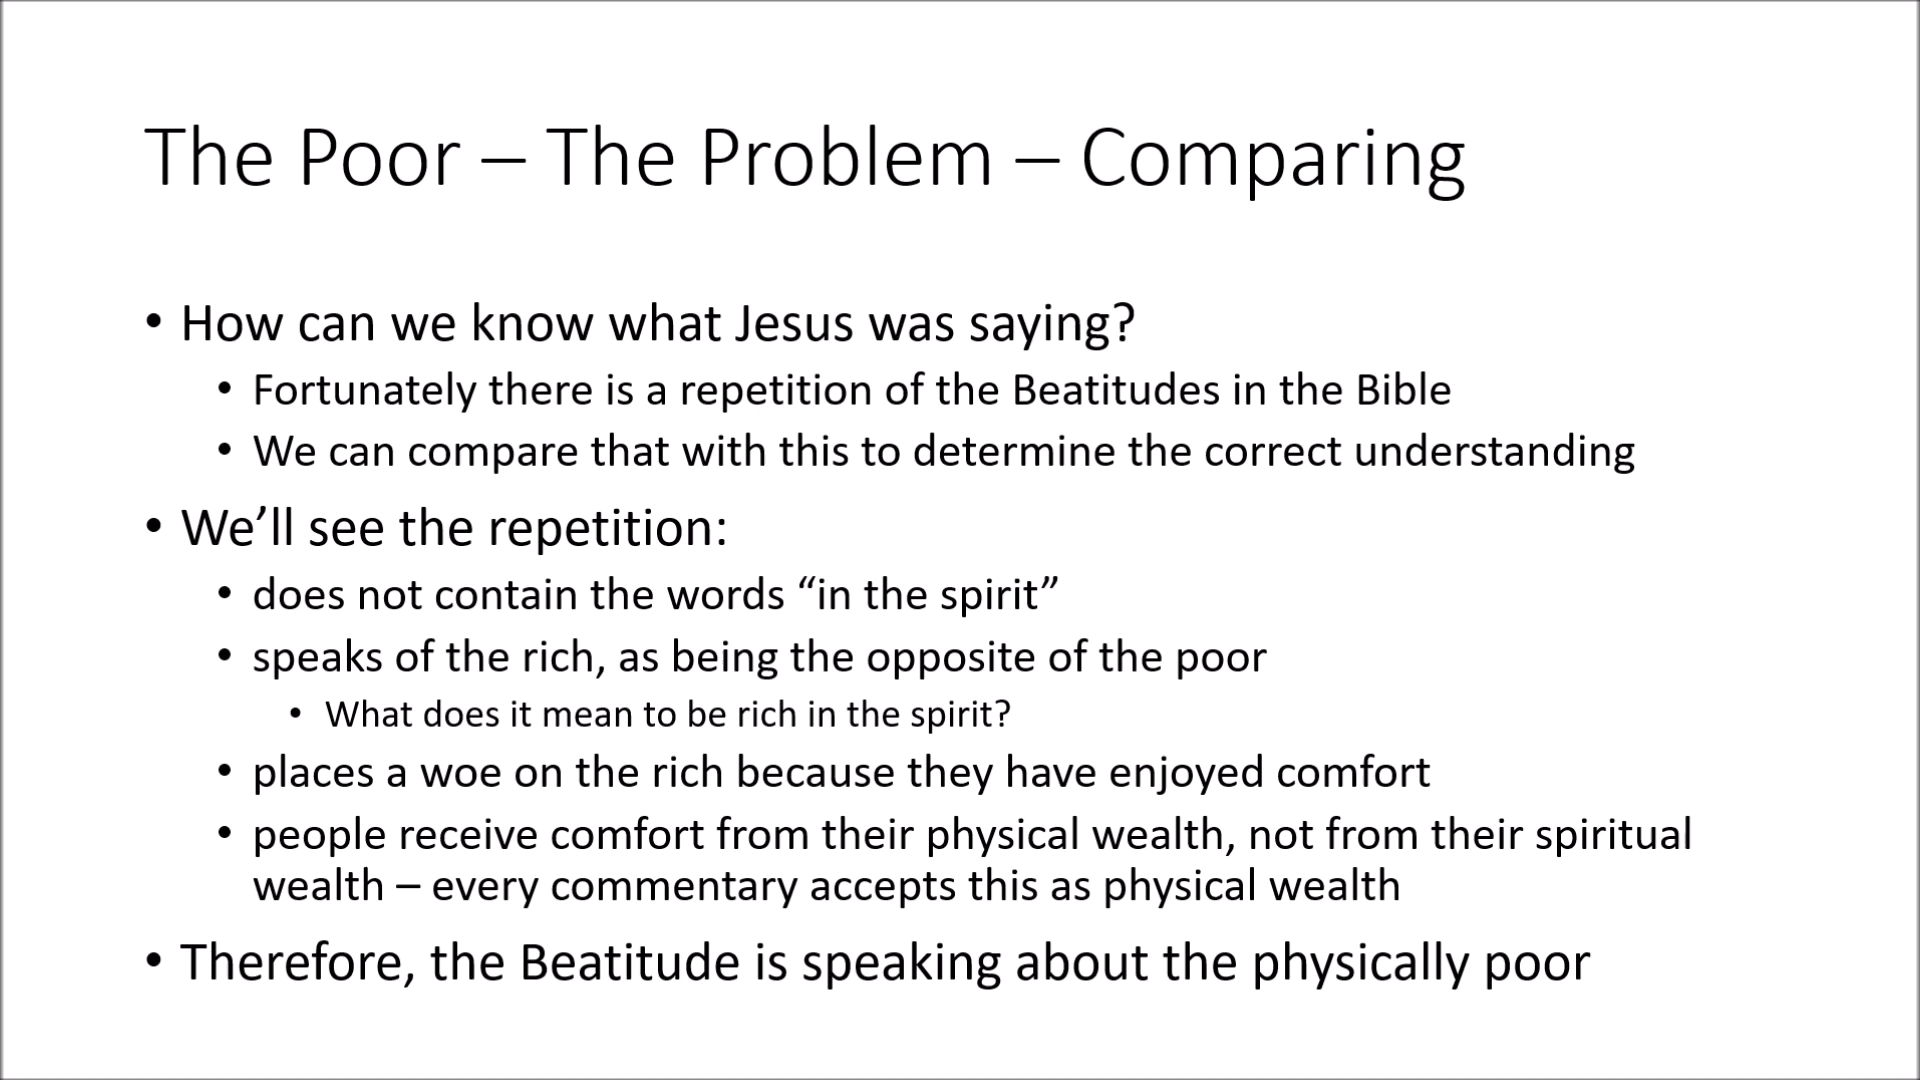 The Poor – The Problem – Comparing
• How can we know what Jesus was saying?
• Fortunately there is a repetition of the Beatitudes in the Bible
• We can compare that with this to determine the correct understanding
• We’ll see the repetition:
• does not contain the words “in the spirit”
• speaks of the rich, as being the opposite of the poor
• What does it mean to be rich in the spirit?
• places a woe on the rich because they have enjoyed comfort
• people receive comfort from their physical wealth, not from their spiritual
wealth – every commentary accepts this as physical wealth
• Therefore, the Beatitude is speaking about the physically poor